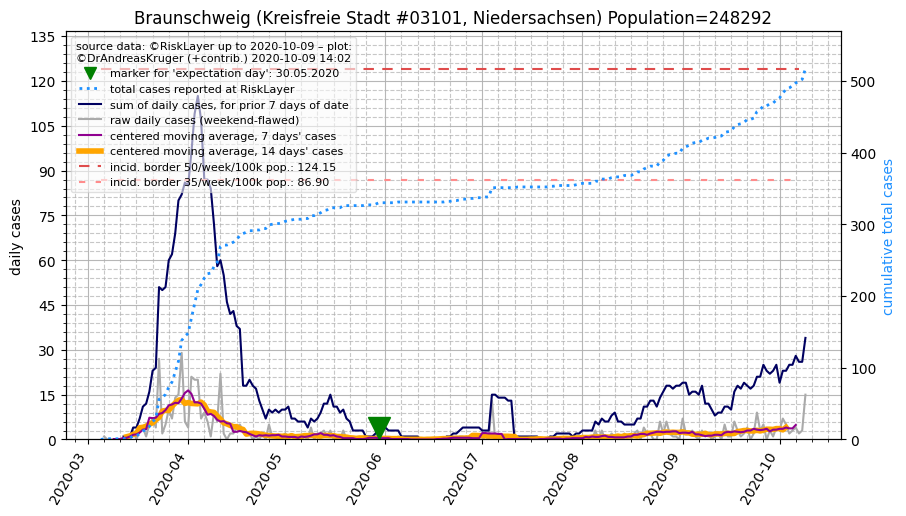 Braunschweig (Kreisfreie Stadt #03101, Niedersachsen) Population=248292
source data: ©RiskLayer up to 2020-10-09 – plot:
©DrAndreasKruger (+contrib.) 2020-10-09 14:02
marker for 'expectation day': 30.05.2020
total cases reported at RiskLayer
sum of daily cases, for prior 7 days of date
raw daily cases (weekend-flawed)
centered moving average, 7 days' cases
centered moving average, 14 days' cases
incid. border 50/week/100k pop.: 124.15
incid. border 35/week/100k pop.: 86.90
daily cases
135
120
105
90
75
60
45
30
15
0
cumulative total cases
500
400
300
200
100
0
2020-03
2020-04
2020-05
2020-06
2020-07
2020-08
2020-09
2020-10